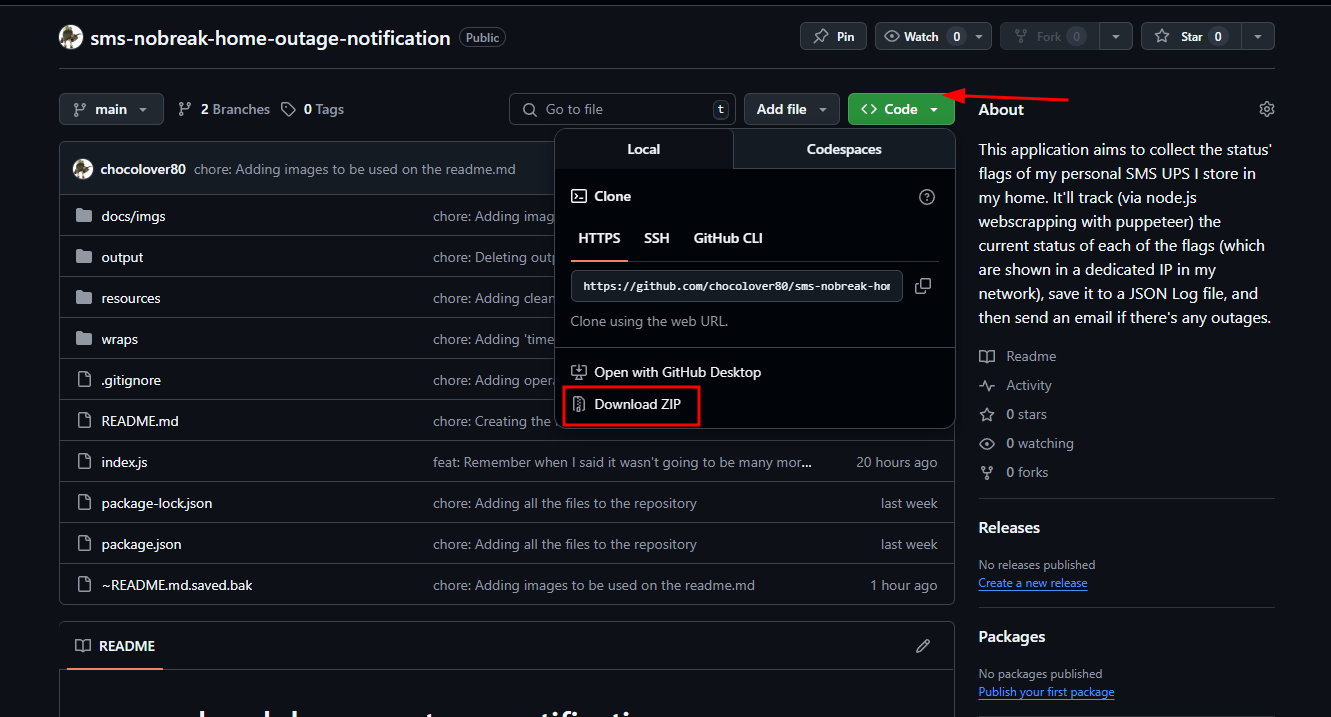 sms-nobreak-home-outage-notification Public
Pin Watch 0 Fork 0 Star 0
main 2 Branches 0 Tags Go to file t Add file Code
Local Codespaces
Clone
HTTPS SSH GitHub CLI
https://github.com/chocolover80/sms-nobreak-hom
Clone using the web URL.
Open with GitHub Desktop
Download ZIP
chocolover80 chore: Adding images to be used on the readme.md
docs/imgs chore: Adding imag
output chore: Deleting outp
resources chore: Adding clean
wraps chore: Adding 'time
.gitignore chore: Adding opera
README.md chore: Creating the
index.js feat: Remember when I said it wasn't going to be many mor... 20 hours ago
package-lock.json chore: Adding all the files to the repository last week
package.json chore: Adding all the files to the repository last week
~README.md.saved.bak chore: Adding images to be used on the readme.md 1 hour ago
README
About
This application aims to collect the status'
flags of my personal SMS UPS I store in
my home. It'll track (via node.js
webscrapping with puppeteer) the
current status of each of the flags (which
are shown in a dedicated IP in my
network), save it to a JSON Log file, and
then send an email if there's any outages.
Readme
Activity
0 stars
0 watching
0 forks
Releases
No releases published
Create a new release
Packages
No packages published
Publish your first package